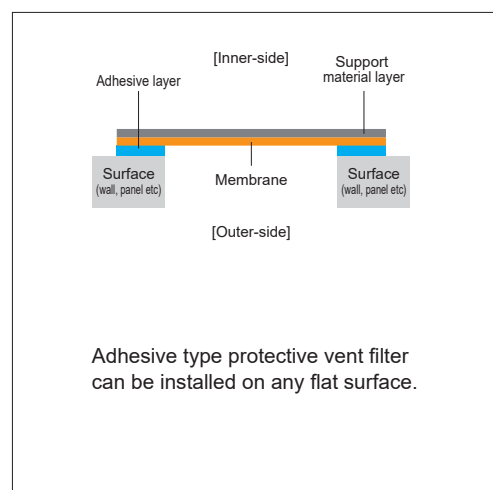 [Inner-side]
Support
material layer
Adhesive layer
Surface
(wall, panel etc)
Membrane
Surface
(wall, panel etc)
[Outer-side]
Adhesive type protective vent filter
can be installed on any flat surface.